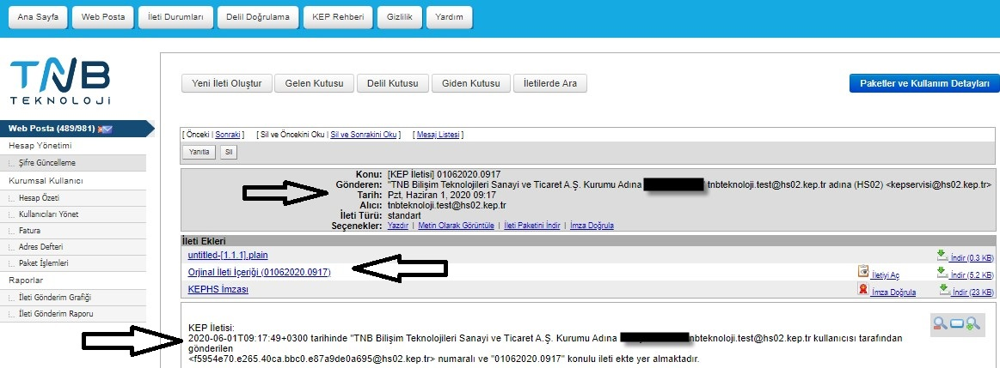 Ana Sayfa Web Posta İleti Durumları Delil Doğrulama KEP Rehberi Gizlilik Yardım
TNB
TEKNOLOJİ
Yeni İleti Oluştur Gelen Kutusu Delil Kutusu Giden Kutusu İletilerde Ara Paketler ve Kullanım Detayları
Web Posta (489/981)
Hesap Yönetimi
Şifre Güncelleme
Kurumsal Kullanıcı
Hesap Özeti
Kullanıcıları Yönet
Fatura
Adres Defteri
Paket İşlemleri
Raporlar
İleti Gönderim Grafiği
İleti Gönderim Raporu
[ Önceki | Sonraki ] [ Sil ve Öncekini Oku | Sil ve Sonrakini Oku ] [ Mesaj Listesi ]
Yanıtla Sil
Konu: [KEP İletisi] 01062020.0917
Gönderen: "TNB Bilişim Teknolojileri Sanayi ve Ticaret A.Ş. Kurumu Adına tnbteknoloji.test@hs02.kep.tr adına (HS02) <kepservisi@hs02.kep.tr>
Tarih: Pzt, Haziran 1, 2020 09:17
Alıcı: tnbteknoloji.test@hs02.kep.tr
İleti Türü: standart
Seçenekler: Yazdır | Metin Olarak Görüntüle | İleti Paketini İndir | İmza Doğrula
İleti Ekleri
untitled-[1.1.1].plain İndir (0.3 KB)
Orjinal İleti İçeriği (01062020.0917) İletiyi Aç İndir (5.2 KB)
KEPHS İmzası İmza Doğrula İndir (23 KB)
KEP İletisi:
2020-06-01T09:17:49+0300 tarihinde "TNB Bilişim Teknolojileri Sanayi ve Ticaret A.Ş. Kurumu Adına nbteknoloji.test@hs02.kep.tr kullanıcısı tarafından
gönderilen
<f5954e70.e265.40ca.bbc0.e87a9de0a695@hs02.kep.tr> numaralı ve "01062020.0917" konulu ileti ekte yer almaktadır.